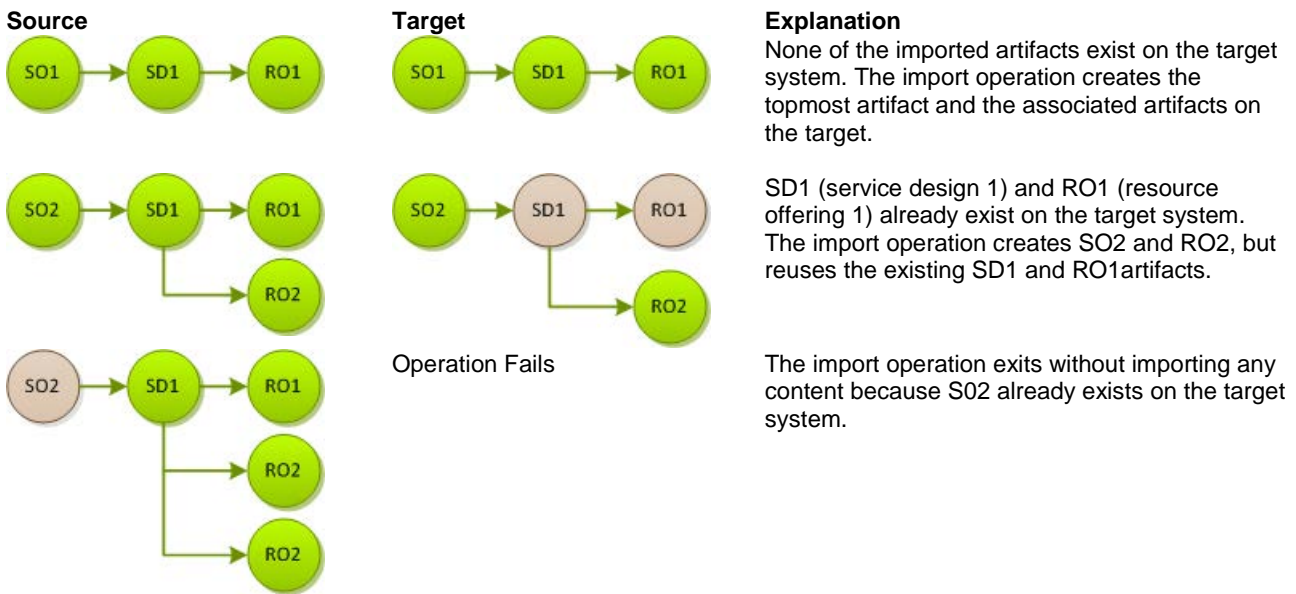 Source Target Explanation
SO1 SD1 RO1 SO1 SD1 RO1
None of the imported artifacts exist on the target
system. The import operation creates the
topmost artifact and the associated artifacts on
the target.
SO2 SD1 RO1 SO2 SD1 RO1
RO2 RO2
SD1 (service design 1) and RO1 (resource
offering 1) already exist on the target system.
The import operation creates SO2 and RO2, but
reuses the existing SD1 and RO1artifacts.
SO2 SD1 RO1
RO2
RO2
Operation Fails
The import operation exits without importing any
content because S02 already exists on the target
system.